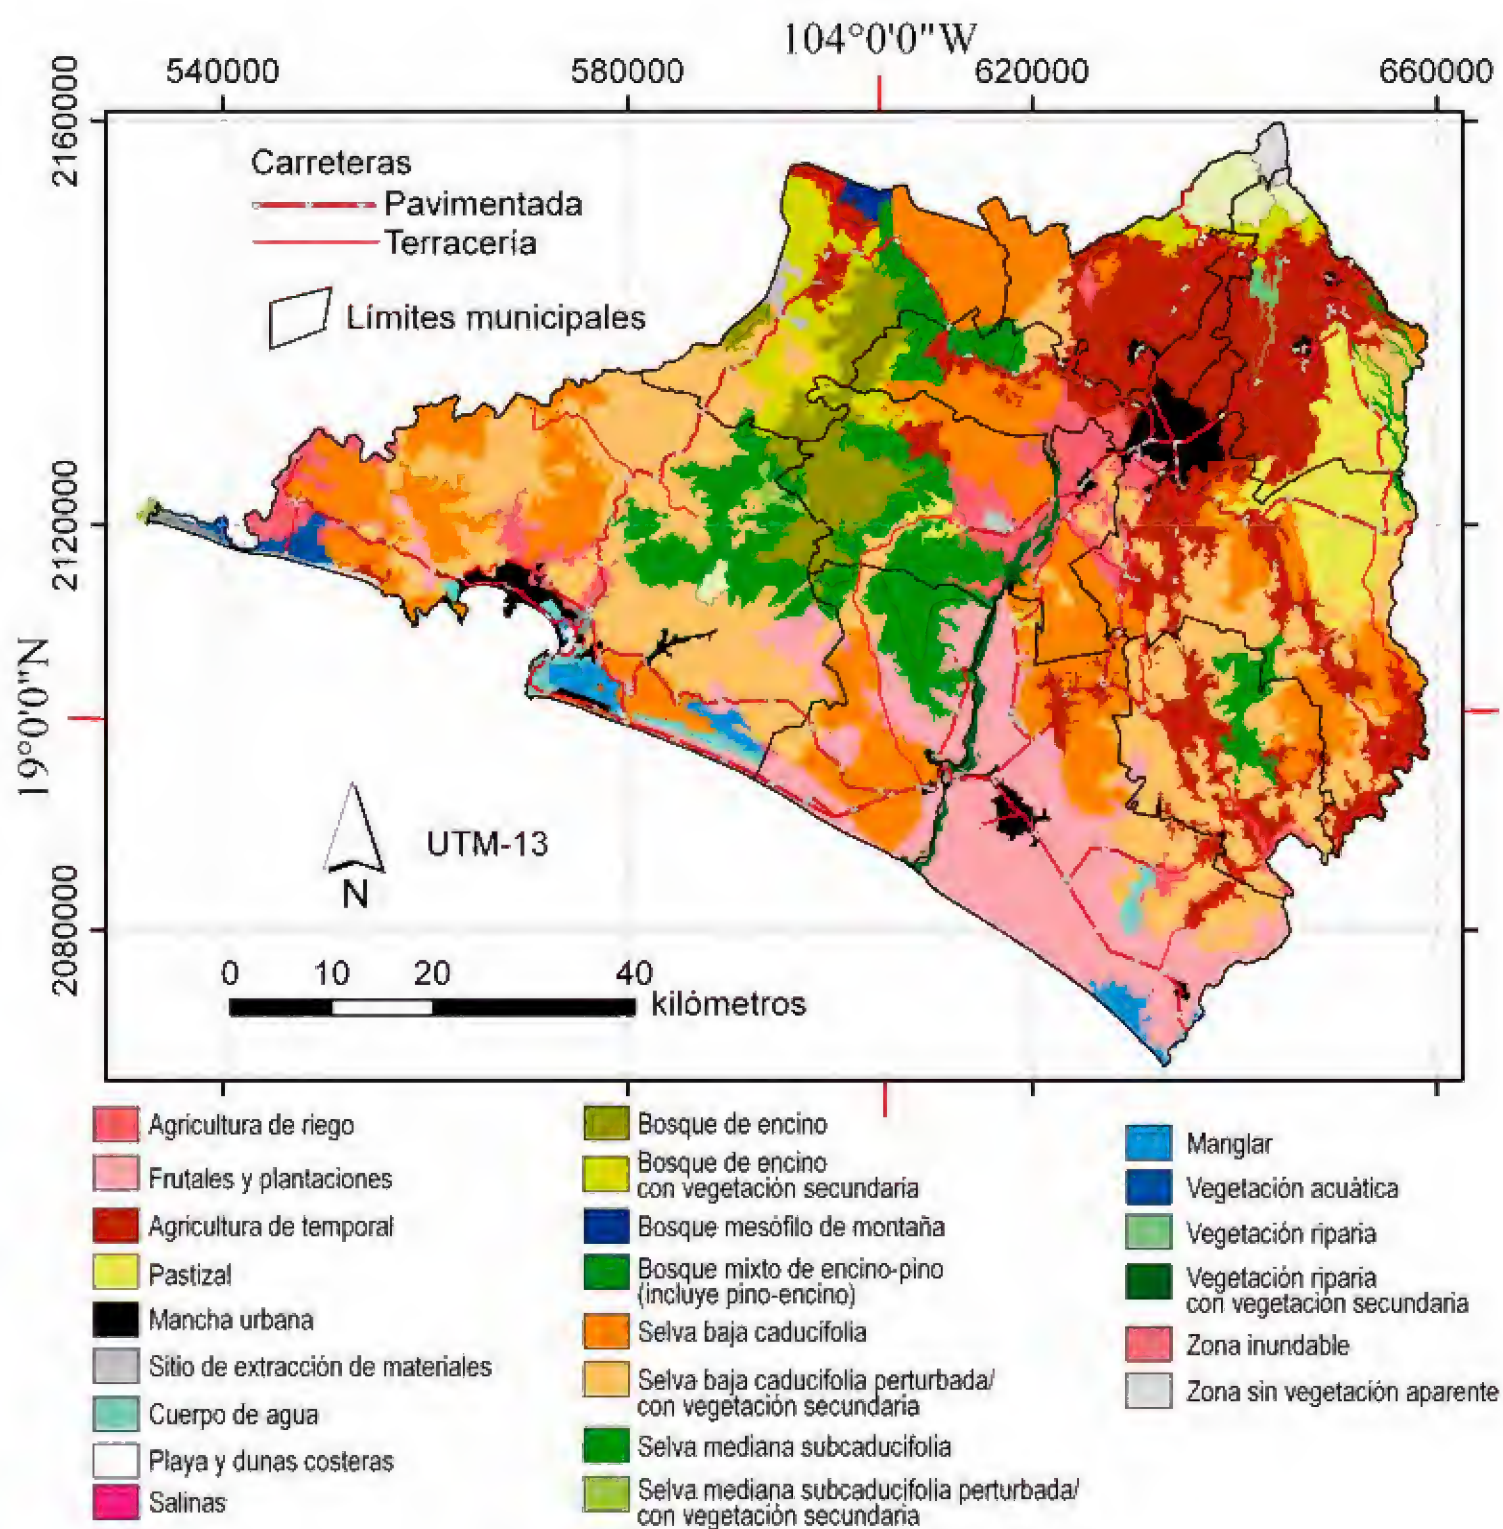 104°0'0"W
540000
580000
620000
660000
2160000
2120000
2080000
19°0'0"N
Carreteras
Pavimentada
Terracería
Límites municipales
UTM-13
N
0 10 20 40
kilómetros
Agricultura de riego
Frutales y plantaciones
Agricultura de temporal
Pastizal
Mancha urbana
Sitio de extracción de materiales
Cuerpo de agua
Playa y dunas costeras
Salinas
Bosque de encino
Bosque de encino
con vegetación secundaria
Bosque mesófilo de montaña
Bosque mixto de encino-pino
(incluye pino-encino)
Selva baja caducifolia
Selva baja caducifolia perturbada/
con vegetación secundaria
Selva mediana subcaducifolia
Selva mediana subcaducifolia perturbada/
con vegetación secundaria
Manglar
Vegetación acuática
Vegetación riparia
Vegetación riparia
con vegetación secundaria
Zona inundable
Zona sin vegetación aparente